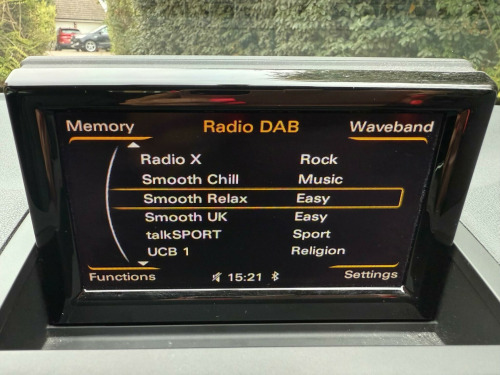 Memory Radio DAB Waveband
Radio X Rock
Smooth Chill Music
Smooth Relax Easy
Smooth UK Easy
talkSPORT Sport
UCB 1 Religion
Functions 15:21 Settings